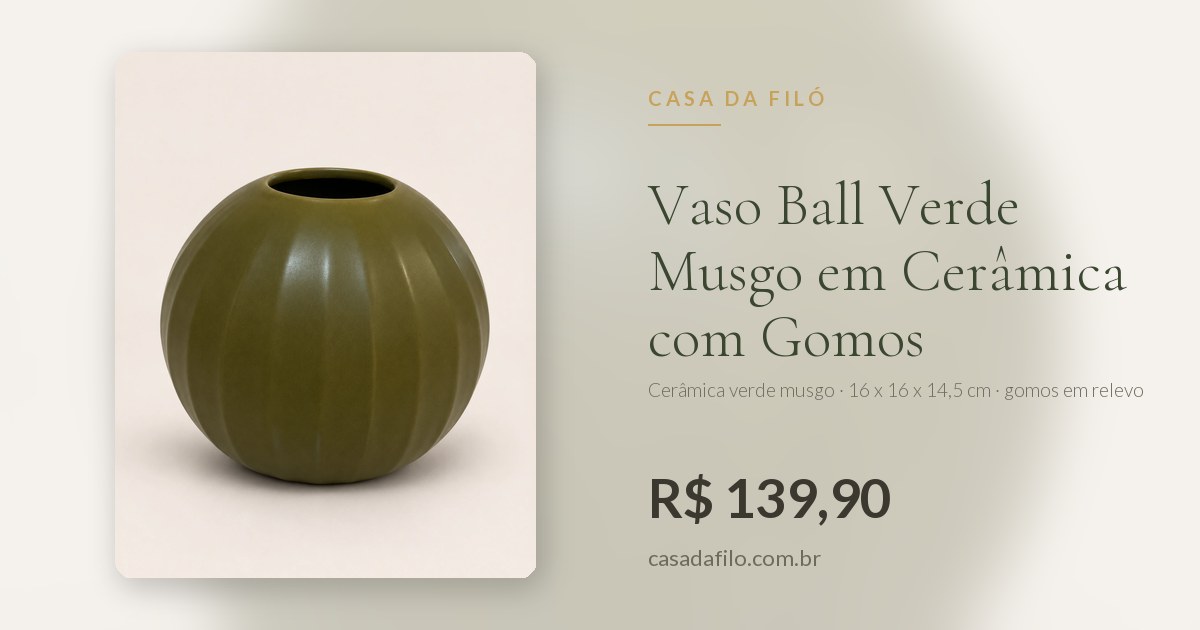 CASA DA FILÓ
Vaso Ball Verde
Musgo em Cerâmica
com Gomos
Cerâmica verde musgo · 16 x 16 x 14,5 cm · gomos em relevo
R$ 139,90
casadafilo.com.br